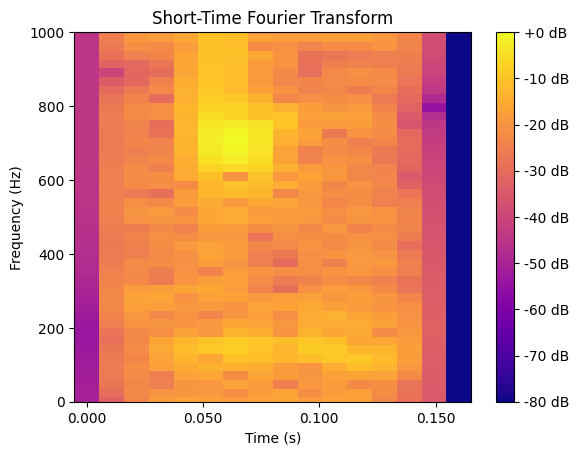 Short-Time Fourier Transform
1000
800
600
400
200
0
Frequency (Hz)
0.000
0.050
0.100
0.150
Time (s)
+0 dB
-10 dB
-20 dB
-30 dB
-40 dB
-50 dB
-60 dB
-70 dB
-80 dB